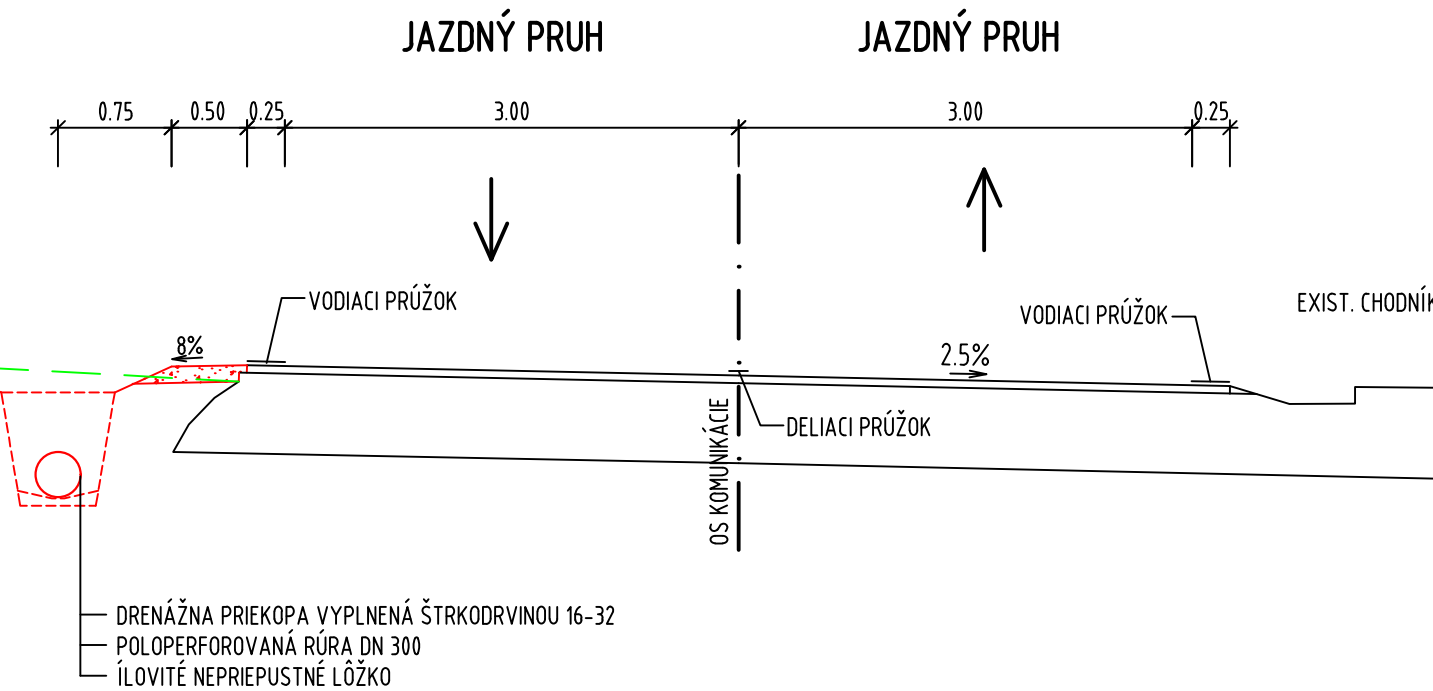 JAZDNÝ PRUH JAZDNÝ PRUH
0.75 0.50 0.25 3.00 3.00 0.25
VODIACI PRÚŽOK
VODIACI PRÚŽOK
EXIST. CHODNÍK
8%
2.5%
DELIACI PRÚŽOK
OS KOMUNIKÁCIE
DRENÁŽNA PRIEKOPA VYPLNENÁ ŠTRKODRVINOU 16-32
POLOPERFOROVANÁ RÚRA DN 300
ÍLOVITÉ NEPRIEPUSTNÉ LÔŽKO